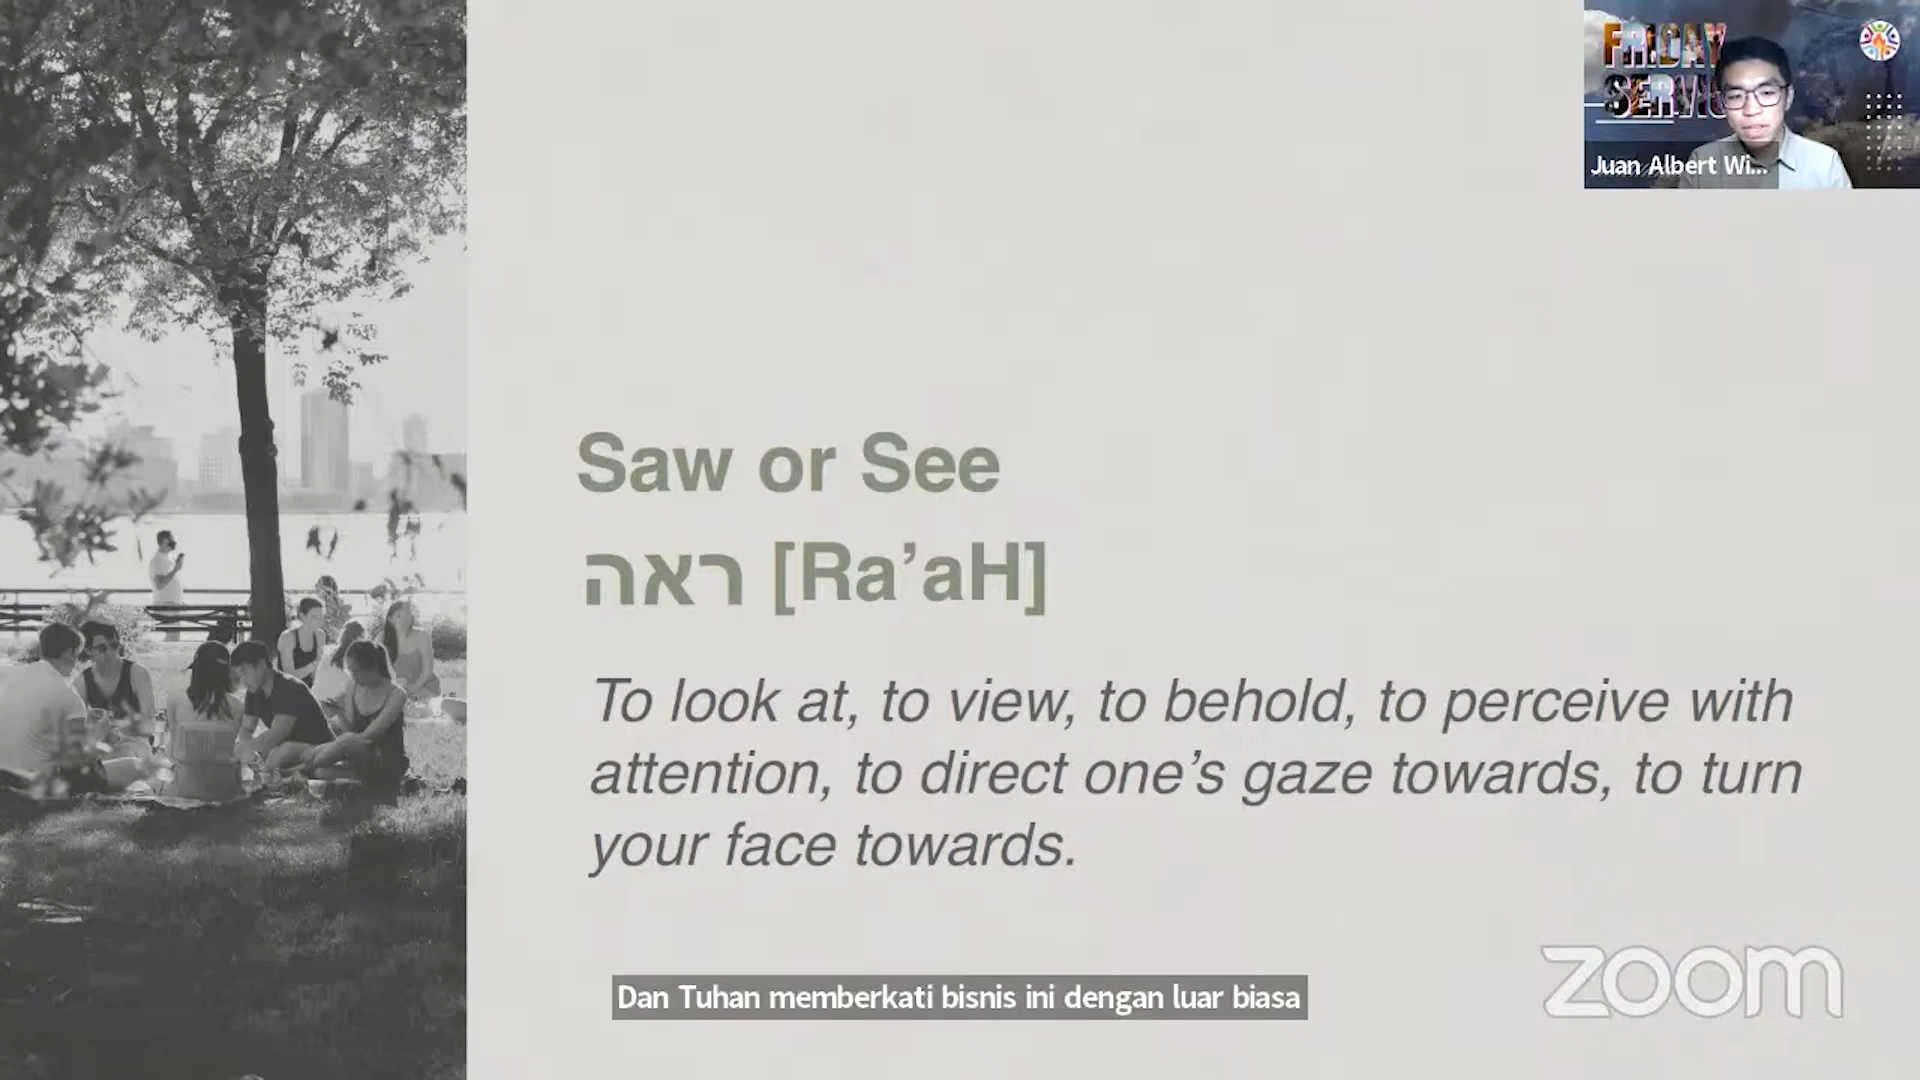 FRIDAY
SERVIC
Juan Albert Wi...
Saw or See
ראה [Ra’aH]
To look at, to view, to behold, to perceive with
attention, to direct one’s gaze towards, to turn
your face towards.
zoom
Dan Tuhan memberkati bisnis ini dengan luar biasa